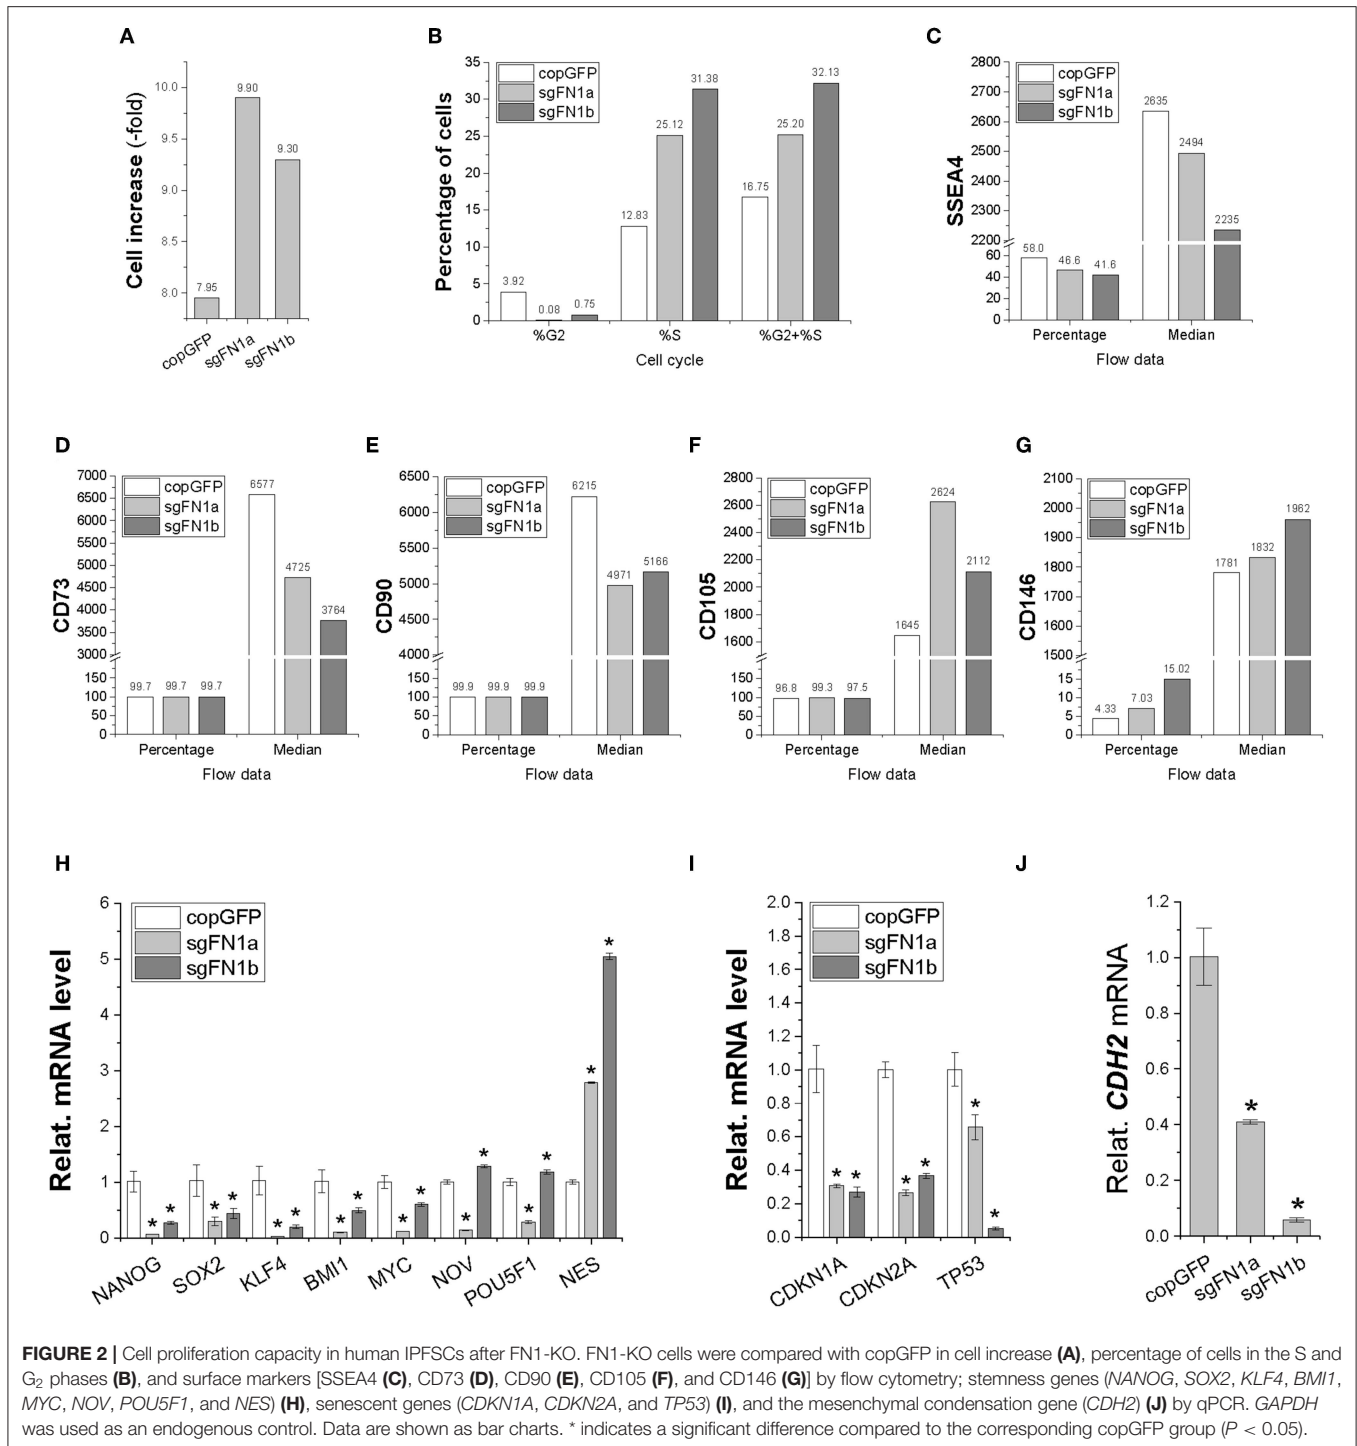 A
Cell increase (-fold)
10.0
9.5
9.0
8.5
8.0
7.95
9.90
9.30
copGFP
sgFN1a
sgFN1b
B
Percentage of cells
35
30
25
20
15
10
5
0
copGFP
sgFN1a
sgFN1b
3.92
0.08
0.75
12.83
25.12
31.38
16.75
25.20
32.13
%G2
%S
%G2+%S
Cell cycle
C
SSEA4
2800
2700
2600
2500
2400
2300
2200
60
40
20
0
copGFP
sgFN1a
sgFN1b
58.0
46.6
41.6
2635
2494
2235
Percentage
Median
Flow data
D
CD73
7000
6500
6000
5500
5000
4500
4000
3500
3000
150
100
50
0
copGFP
sgFN1a
sgFN1b
99.7
99.7
99.7
6577
4725
3764
Percentage
Median
Flow data
E
CD90
6500
6000
5500
5000
4500
4000
150
100
50
0
copGFP
sgFN1a
sgFN1b
99.9
99.9
99.9
6215
4971
5166
Percentage
Median
Flow data
F
CD105
2800
2600
2400
2200
2000
1800
1600
150
100
50
0
copGFP
sgFN1a
sgFN1b
96.8
99.3
97.5
1645
2624
2112
Percentage
Median
Flow data
G
CD146
2100
2000
1900
1800
1700
1600
1500
15
10
5
0
copGFP
sgFN1a
sgFN1b
4.33
7.03
15.02
1781
1832
1962
Percentage
Median
Flow data
H
Relat. mRNA level
6
5
4
3
2
1
0
copGFP
sgFN1a
sgFN1b
* * * * * * * * * * * * * * * *
NANOG
SOX2
KLF4
BMI1
MYC
NOV
POU5F1
NES
I
Relat. mRNA level
2.0
1.8
1.6
1.4
1.2
1.0
0.8
0.6
0.4
0.2
0.0
copGFP
sgFN1a
sgFN1b
* * * * * *
CDKN1A
CDKN2A
TP53
J
Relat. CDH2 mRNA
1.2
1.0
0.8
0.6
0.4
0.2
0.0
* *
copGFP
sgFN1a
sgFN1b
FIGURE 2 | Cell proliferation capacity in human IPFSCs after FN1-KO. FN1-KO cells were compared with copGFP in cell increase (A), percentage of cells in the S and
G₂ phases (B), and surface markers [SSEA4 (C), CD73 (D), CD90 (E), CD105 (F), and CD146 (G)] by flow cytometry; stemness genes (NANOG, SOX2, KLF4, BMI1,
MYC, NOV, POU5F1, and NES) (H), senescent genes (CDKN1A, CDKN2A, and TP53) (I), and the mesenchymal condensation gene (CDH2) (J) by qPCR. GAPDH
was used as an endogenous control. Data are shown as bar charts. * indicates a significant difference compared to the corresponding copGFP group (P < 0.05).